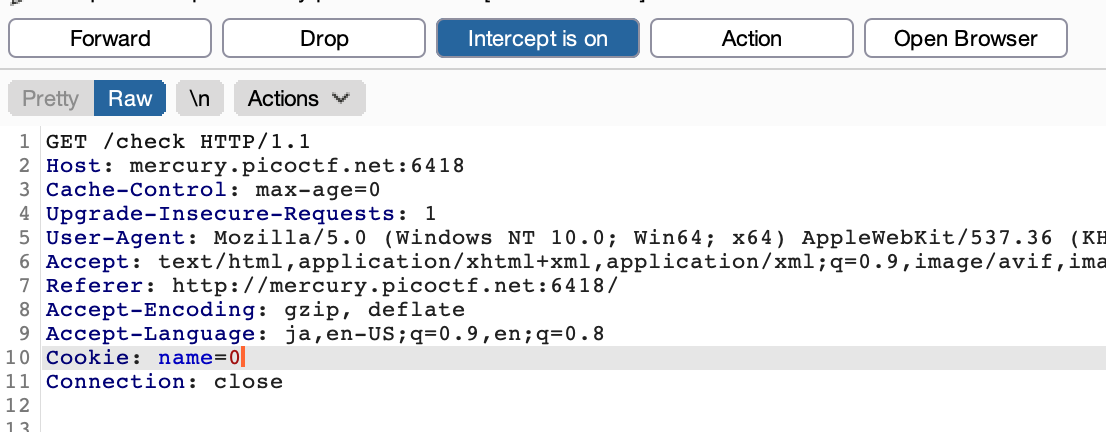 Forward Drop Intercept is on Action Open Browser
Pretty Raw \n Actions
1 GET /check HTTP/1.1
2 Host: mercury.picoctf.net:6418
3 Cache-Control: max-age=0
4 Upgrade-Insecure-Requests: 1
5 User-Agent: Mozilla/5.0 (Windows NT 10.0; Win64; x64) AppleWebKit/537.36 (KH
6 Accept: text/html,application/xhtml+xml,application/xml;q=0.9,image/avif,ima
7 Referer: http://mercury.picoctf.net:6418/
8 Accept-Encoding: gzip, deflate
9 Accept-Language: ja,en-US;q=0.9,en;q=0.8
10 Cookie: name=0
11 Connection: close
12
13